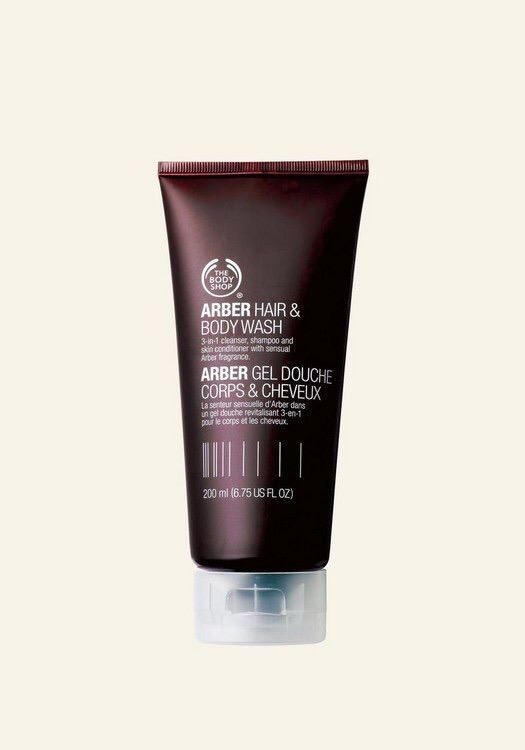 THE
BODY
SHOP
®
ARBER HAIR &
BODY WASH
3-in-1 cleanser, shampoo and
skin conditioner with sensual
Arber fragrance.
ARBER GEL DOUCHE
CORPS & CHEVEUX
La senteur sensuelle d'Arber dans
un gel douche revitalisant 3-en-1
pour le corps et les cheveux.
200 ml (6.75 US FL OZ)